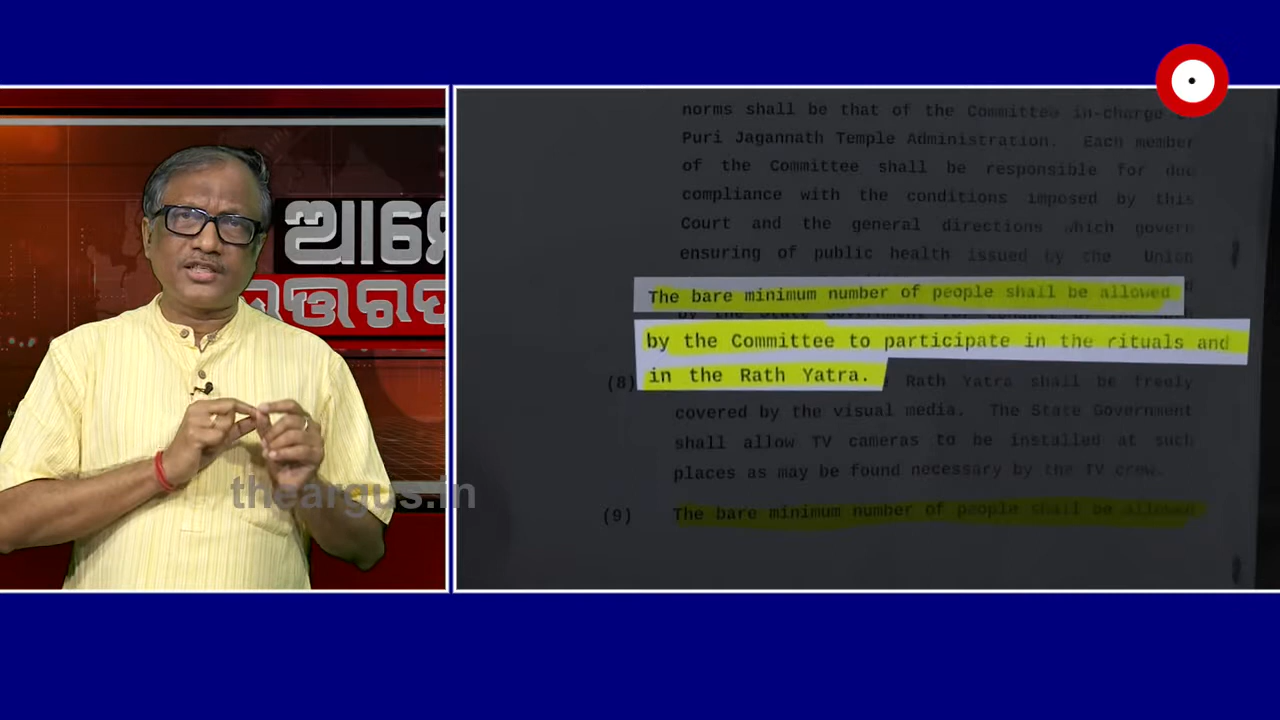 ଆମେ
ଉତ୍ତରଦା
theargus.in
norms shall be that of the Committee in-charge of
Puri Jagannath Temple Administration. Each member
of the Committee shall be responsible for due
compliance with the conditions imposed by this
Court and the general directions which govern
ensuring of public health issued by the Union
The bare minimum number of people shall be allowed
by the Committee to participate in the rituals and
in the Rath Yatra.
(8) Rath Yatra shall be freely
covered by the visual media. The State Government
shall allow TV cameras to be installed at such
places as may be found necessary by the TV crew.
(9) The bare minimum number of people shall be allowed